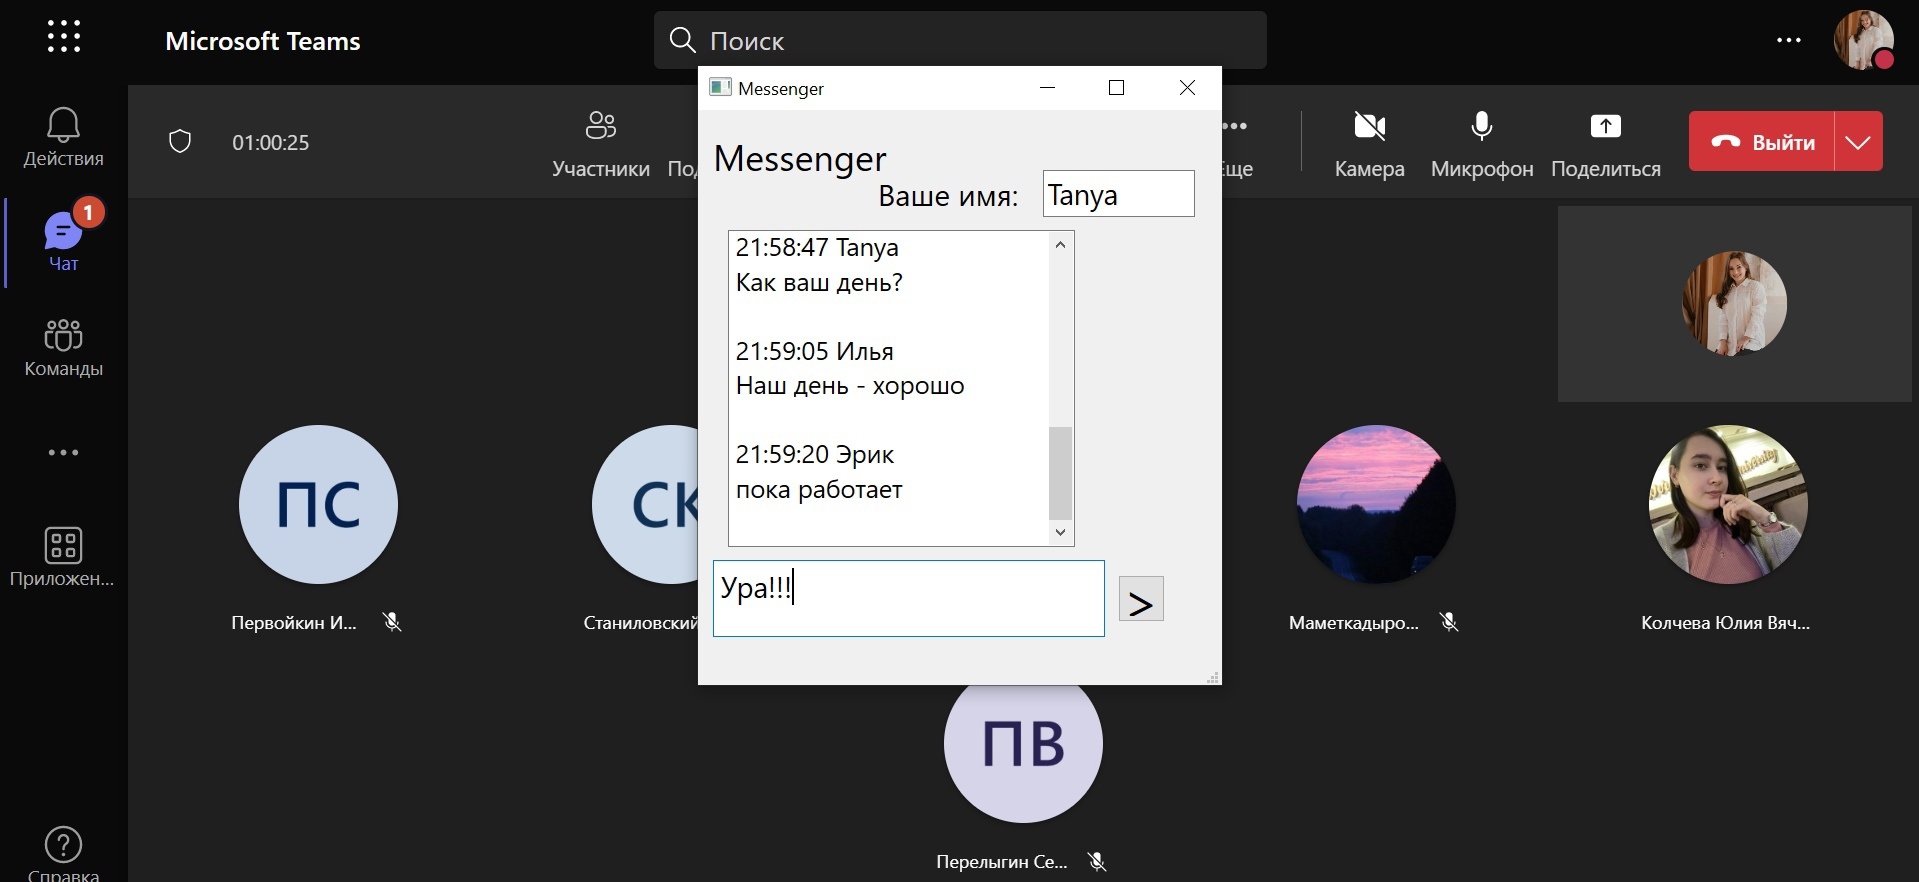 Microsoft Teams
Поиск
Messenger
Действия
01:00:25
Участники
Под
Еще
Камера
Микрофон
Поделиться
Выйти
1
Чат
Команды
Приложен...
Справка
Messenger
Ваше имя:
Tanya
21:58:47 Tanya
Как ваш день?
21:59:05 Илья
Наш день - хорошо
21:59:20 Эрик
пока работает
Ура!!!
>
ПС
СК
Первойкин И...
Станиловский
Маметкадыро...
Колчева Юлия Вяч...
ПВ
Перелыгин Се...